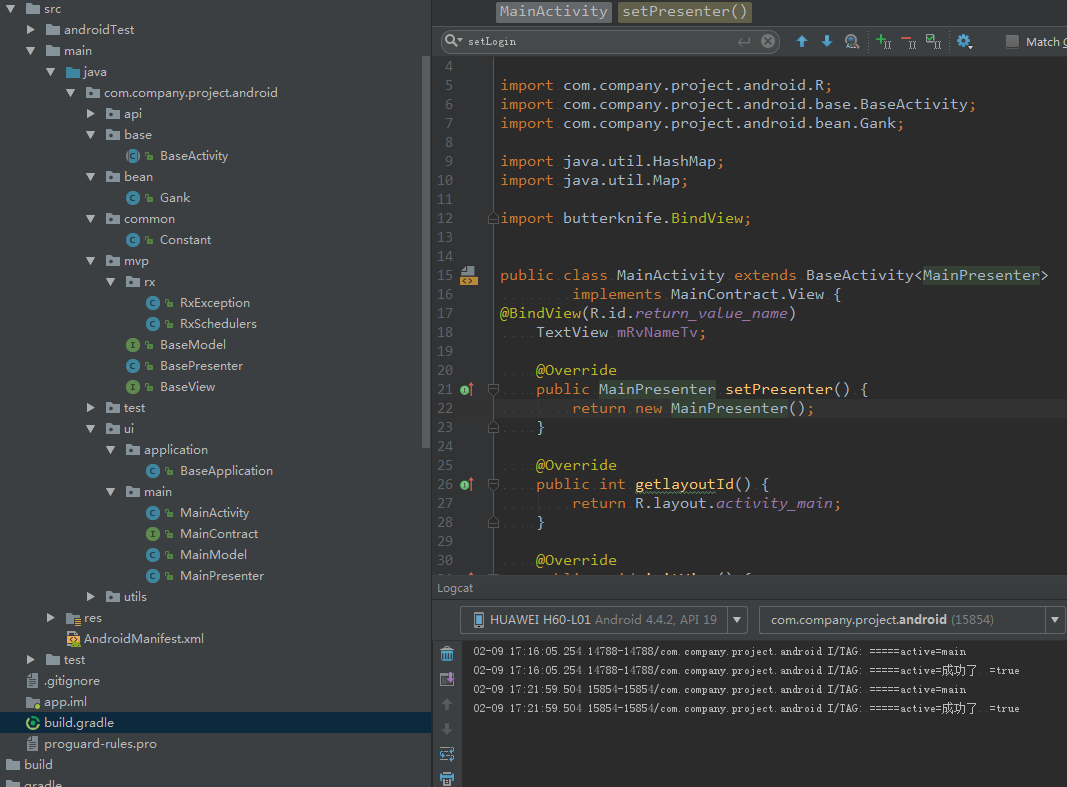 src
androidTest
main
java
com.company.project.android
api
base
BaseActivity
bean
Gank
common
Constant
mvp
rx
RxException
RxSchedulers
BaseModel
BasePresenter
BaseView
test
ui
application
BaseApplication
main
MainActivity
MainContract
MainModel
MainPresenter
utils
res
AndroidManifest.xml
test
.gitignore
app.iml
build.gradle
proguard-rules.pro
build
gradle
MainActivity setPresenter()
setLogin Match
4
5 import com.company.project.android.R;
6 import com.company.project.android.base.BaseActivity;
7 import com.company.project.android.bean.Gank;
8
9 import java.util.HashMap;
10 import java.util.Map;
11
12 import butterknife.BindView;
13
14
15 public class MainActivity extends BaseActivity<MainPresenter>
16 implements MainContract.View {
17 @BindView(R.id.return_value_name)
18 TextView mRvNameTv;
19
20 @Override
21 public MainPresenter setPresenter() {
22 return new MainPresenter();
23 }
24
25 @Override
26 public int getlayoutId() {
27 return R.layout.activity_main;
28 }
29
30 @Override
Logcat
HUAWEI H60-L01 Android 4.4.2, API 19 com.company.project.android (15854)
02-09 17:16:05.254 14788-14788/com.company.project.android I/TAG: =====active=main
02-09 17:16:05.254 14788-14788/com.company.project.android I/TAG: =====active=成功了 =true
02-09 17:21:59.504 15854-15854/com.company.project.android I/TAG: =====active=main
02-09 17:21:59.504 15854-15854/com.company.project.android I/TAG: =====active=成功了 =true